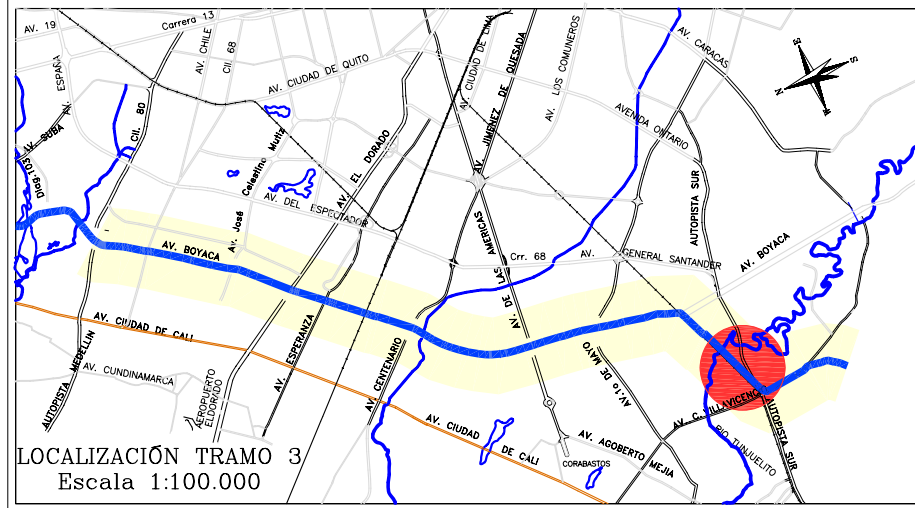 AV. 19
Carrera 13
AV. ESPAÑA
AV. CHILE
Cll. 68
AV. CIUDAD DE QUITO
AV. CIUDAD DE LIMA
AV. JIMENEZ DE QUESADA
AV. LOS COMUNEROS
AV. CARACAS
AVENIDA ONTARIO
AV. SUBA
Diag.103
Cll. 80
Celestino Mutiz
AV. José
AV. EL DORADO
AV. DEL ESPECTADOR
AV. BOYACA
AV. DE LAS AMERICAS
Crr. 68
AV. GENERAL SANTANDER
AUTOPISTA SUR
AV. BOYACA
AV. CIUDAD DE CALI
AUTOPISTA MEDELLIN
AV. CUNDINAMARCA
AEROPUERTO
ELDORADO
AV. ESPERANZA
AV. CENTENARIO
AV. CIUDAD
DE CALI
AV. 1o DE MAYO
AV. AGOBERTO MEJIA
CORABASTOS
AV C. VILLAVICENC
RIO TUNJUELITO
AUTOPISTA SUR
N
S
LOCALIZACIÓN TRAMO 3
Escala 1:100.000